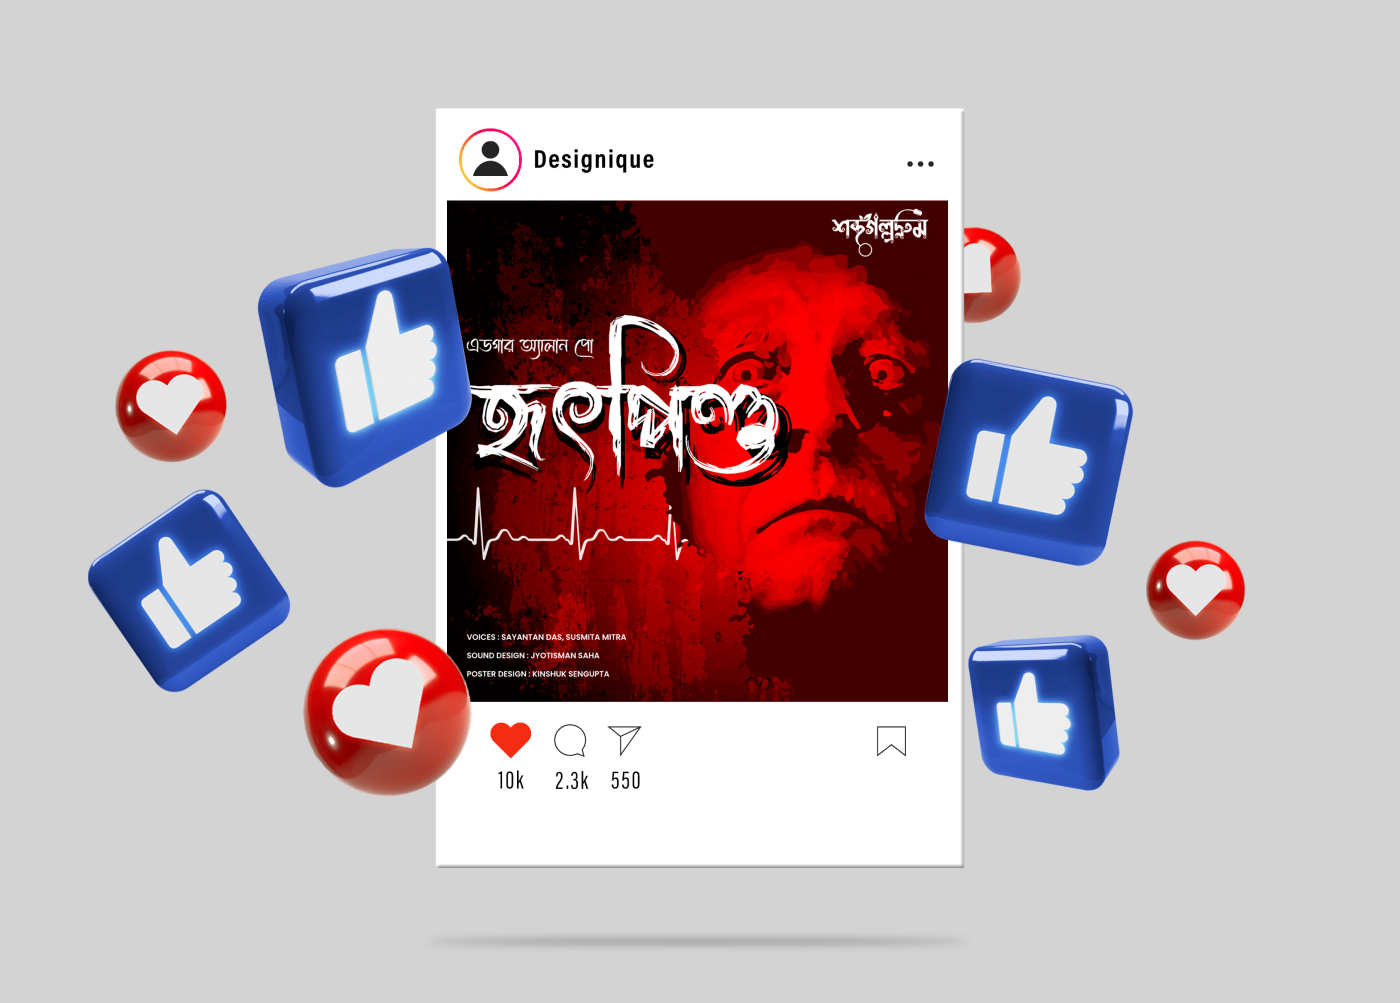 Designique
শব্দগল্পদ্রুম
এডগার অ্যালান পো
হৃৎপিণ্ড
VOICES : SAYANTAN DAS, SUSMITA MITRA
SOUND DESIGN : JYOTISMAN SAHA
POSTER DESIGN : KINSHUK SENGUPTA
10k 2.3k 550